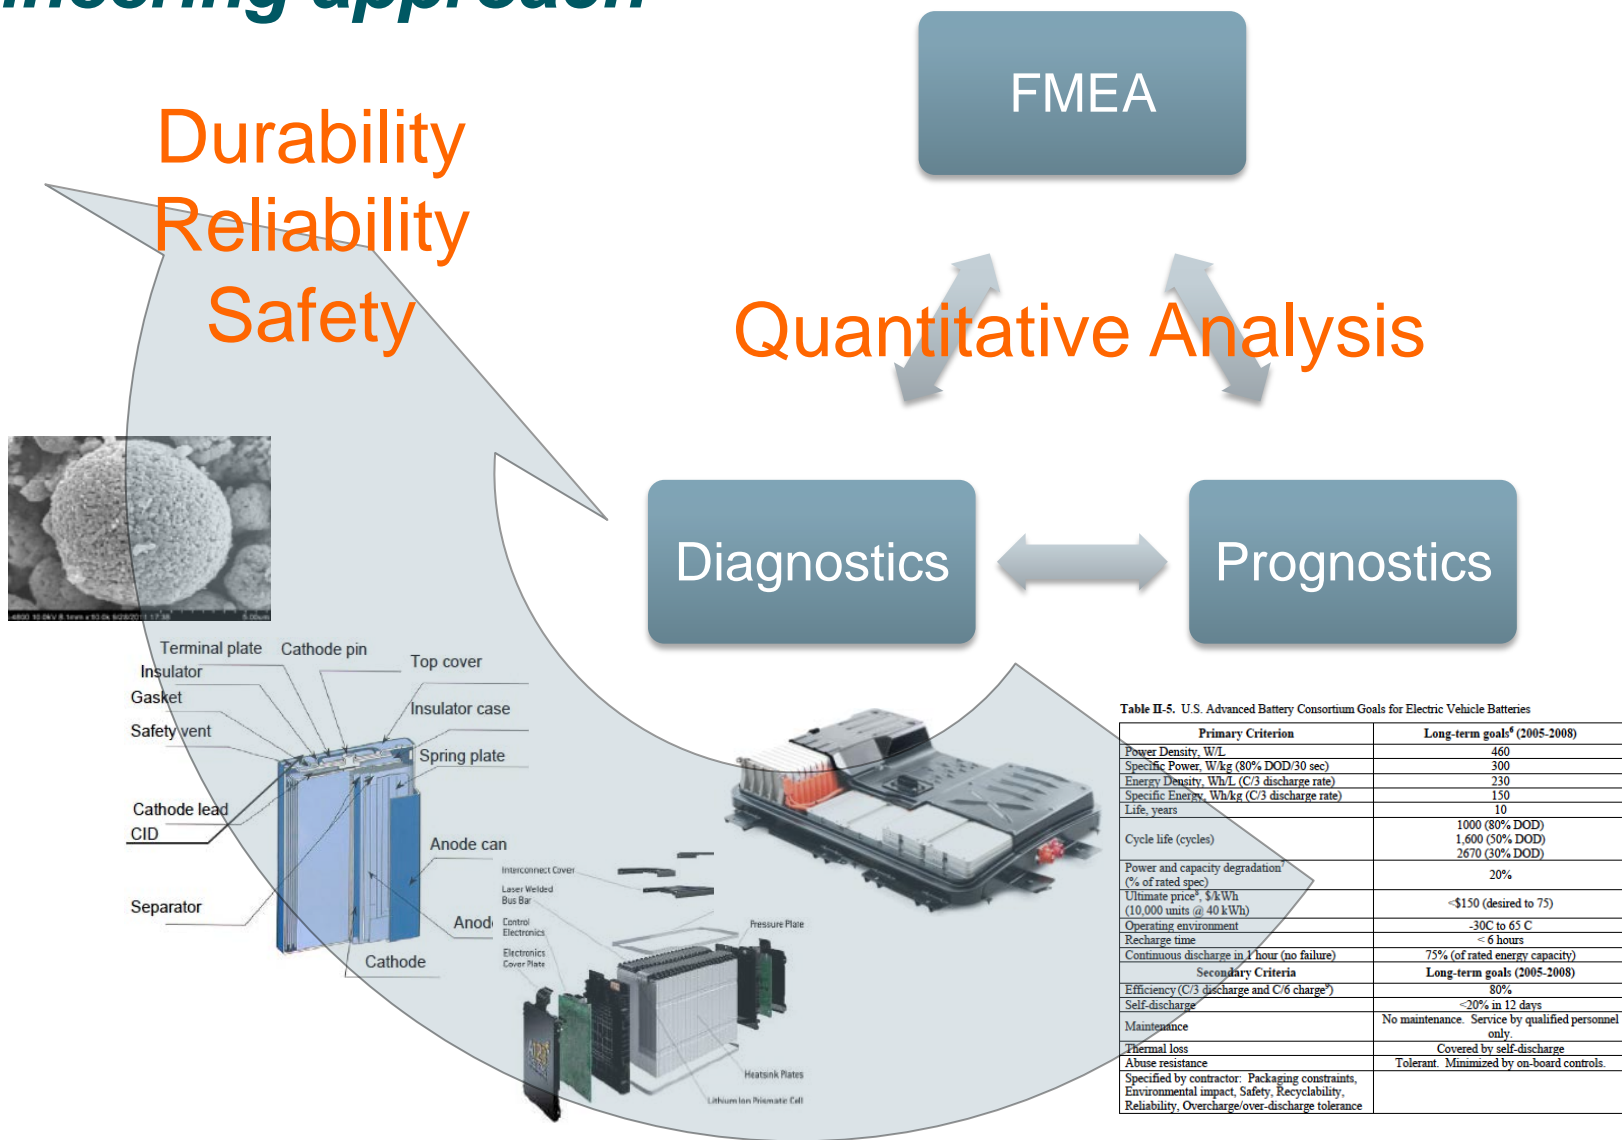 ineering approach
Durability
Reliability
Safety
FMEA
Quantitative Analysis
Diagnostics
Prognostics
5.00um
Terminal plate
Cathode pin
Top cover
Insulator
Gasket
Insulator case
Safety vent
Spring plate
Cathode lead
CID
Anode can
Separator
Anod
Cathode
Interconnect Cover
Laser Welded
Bus Bar
Control
Electronics
Electronics
Cover Plate
Pressure Plate
A123
Heatsink Plates
Lithium Ion Prismatic Cell
Table II-5. U.S. Advanced Battery Consortium Goals for Electric Vehicle Batteries
Primary Criterion Long-term goals⁶ (2005-2008)
Power Density, W/L 460
Specific Power, W/kg (80% DOD/30 sec) 300
Energy Density, Wh/L (C/3 discharge rate) 230
Specific Energy, Wh/kg (C/3 discharge rate) 150
Life, years 10
Cycle life (cycles) 1000 (80% DOD)
1,600 (50% DOD)
2670 (30% DOD)
Power and capacity degradation⁷
(% of rated spec) 20%
Ultimate price⁸, $/kWh
(10,000 units @ 40 kWh) <$150 (desired to 75)
Operating environment -30C to 65 C
Recharge time < 6 hours
Continuous discharge in 1 hour (no failure) 75% (of rated energy capacity)
Secondary Criteria Long-term goals (2005-2008)
Efficiency (C/3 discharge and C/6 charge⁹) 80%
Self-discharge <20% in 12 days
Maintenance No maintenance. Service by qualified personnel
only.
Thermal loss Covered by self-discharge
Abuse resistance Tolerant. Minimized by on-board controls.
Specified by contractor: Packaging constraints,
Environmental impact, Safety, Recyclability,
Reliability, Overcharge/over-discharge tolerance